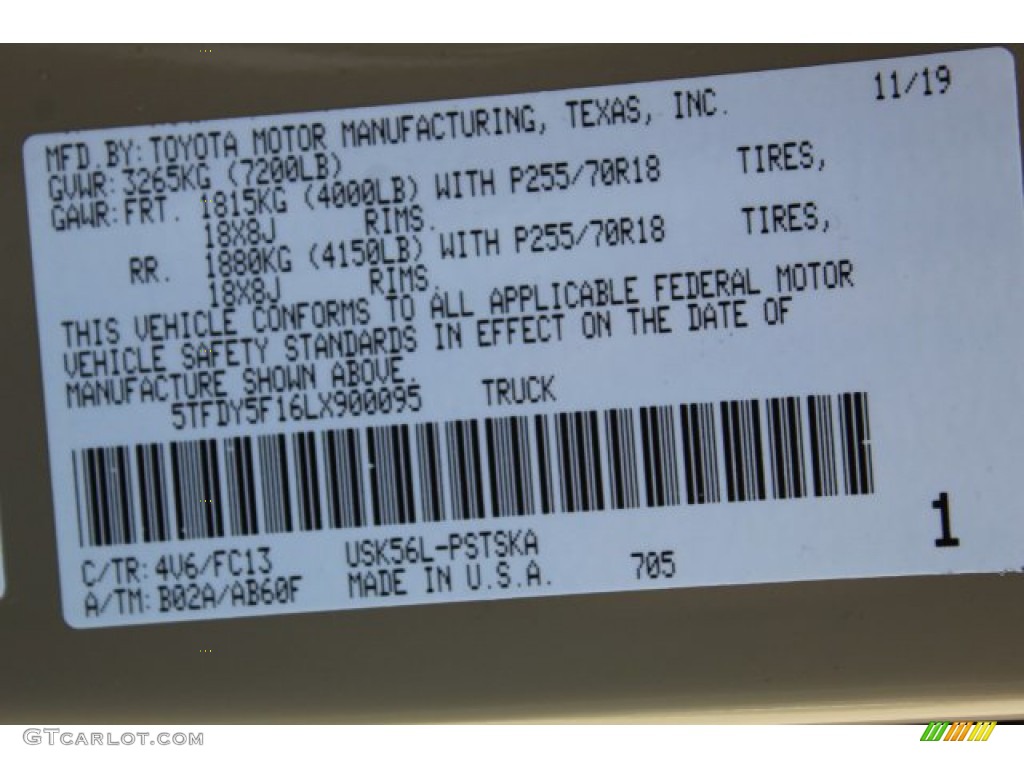 11/19
MFD.BY:TOYOTA MOTOR MANUFACTURING, TEXAS, INC.
GVWR:3265KG (7200LB)
GAWR:FRT. 1815KG (4000LB) WITH P255/70R18 TIRES,
18X8J RIMS.
RR. 1880KG (4150LB) WITH P255/70R18 TIRES,
18X8J RIMS.
THIS VEHICLE CONFORMS TO ALL APPLICABLE FEDERAL MOTOR
VEHICLE SAFETY STANDARDS IN EFFECT ON THE DATE OF
MANUFACTURE SHOWN ABOVE.
5TFDY5F16LX900095 TRUCK
1
C/TR:4V6/FC13 USK56L-PSTSKA
A/TM:B02A/AB60F MADE IN U.S.A. 705
GTCARLOT.COM